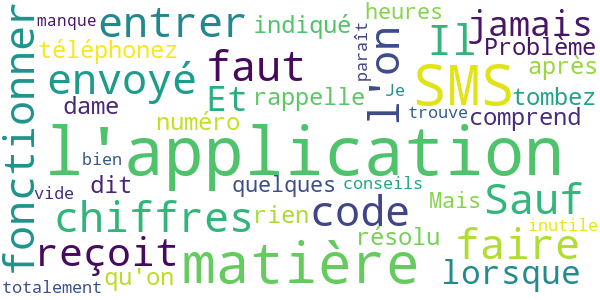 manque entrer indiqué heures jamais
téléphonez Il Problème
envoyé faut l'on paraît SMS après
dame Et rappelle Je tombez
fonctionner numéro trouve comprend
l'application
bien
vide dit quelques conseils
chiffres rien code Mais Sauf
reçoit matière résolu faire inutile
totalement qu'on lorsque